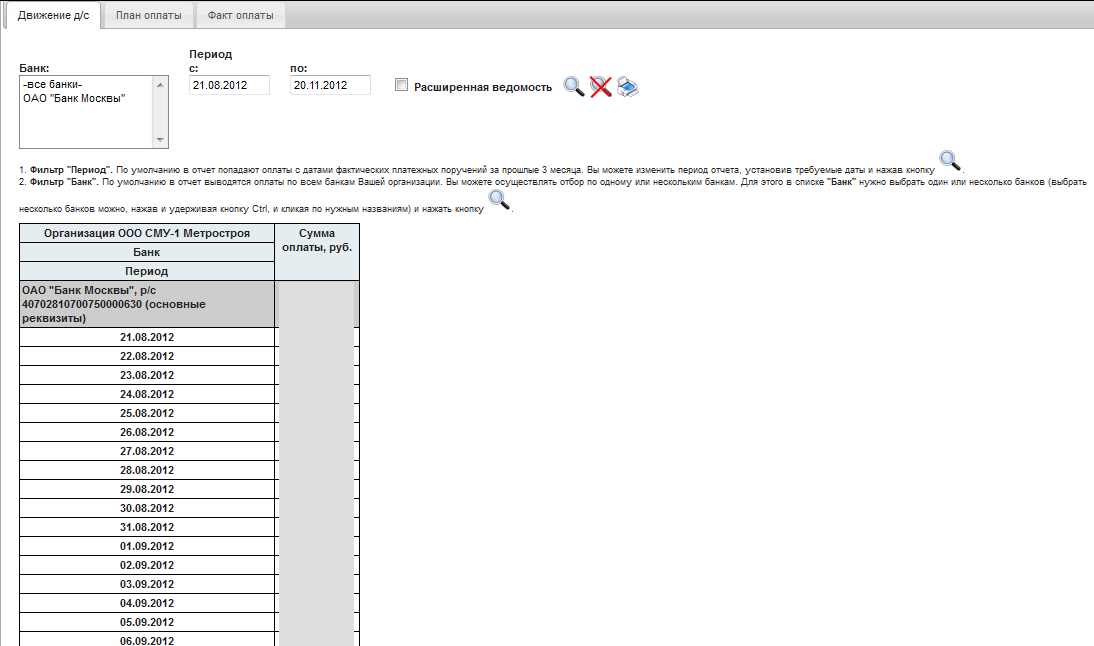 Движение д/с
План оплаты
Факт оплаты
Период
Банк:
с:
по:
-все банки-
ОАО "Банк Москвы"
21.08.2012
20.11.2012
Расширенная ведомость
1. Фильтр "Период". По умолчанию в отчет попадают оплаты с датами фактических платежных поручений за прошлые 3 месяца. Вы можете изменить период отчета, установив требуемые даты и нажав кнопку .
2. Фильтр "Банк". По умолчанию в отчет выводятся оплаты по всем банкам Вашей организации. Вы можете осуществлять отбор по одному или нескольким банкам. Для этого в списке "Банк" нужно выбрать один или несколько банков (выбрать
несколько банков можно, нажав и удерживая кнопку Ctrl, и кликая по нужным названиям) и нажать кнопку .
Организация ООО СМУ-1 Метрострой
Сумма
оплаты, руб.
Банк
Период
ОАО "Банк Москвы", р/с
40702810700750000630 (основные
реквизиты)
21.08.2012
22.08.2012
23.08.2012
24.08.2012
25.08.2012
26.08.2012
27.08.2012
28.08.2012
29.08.2012
30.08.2012
31.08.2012
01.09.2012
02.09.2012
03.09.2012
04.09.2012
05.09.2012
06.09.2012